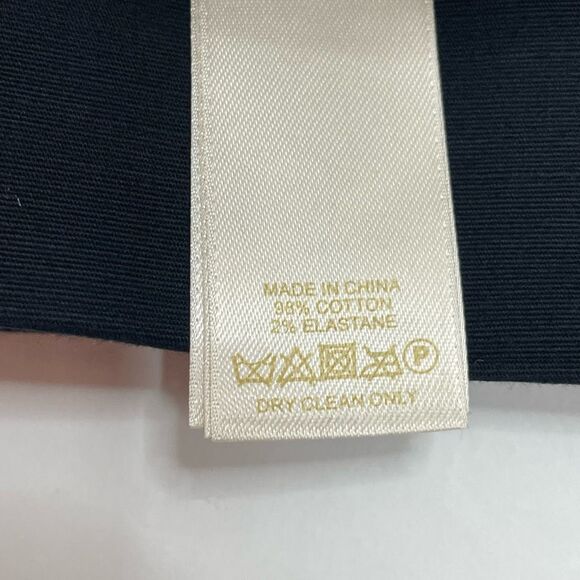 MADE IN CHINA
98% COTTON
2% ELASTANE
P
DRY CLEAN ONLY